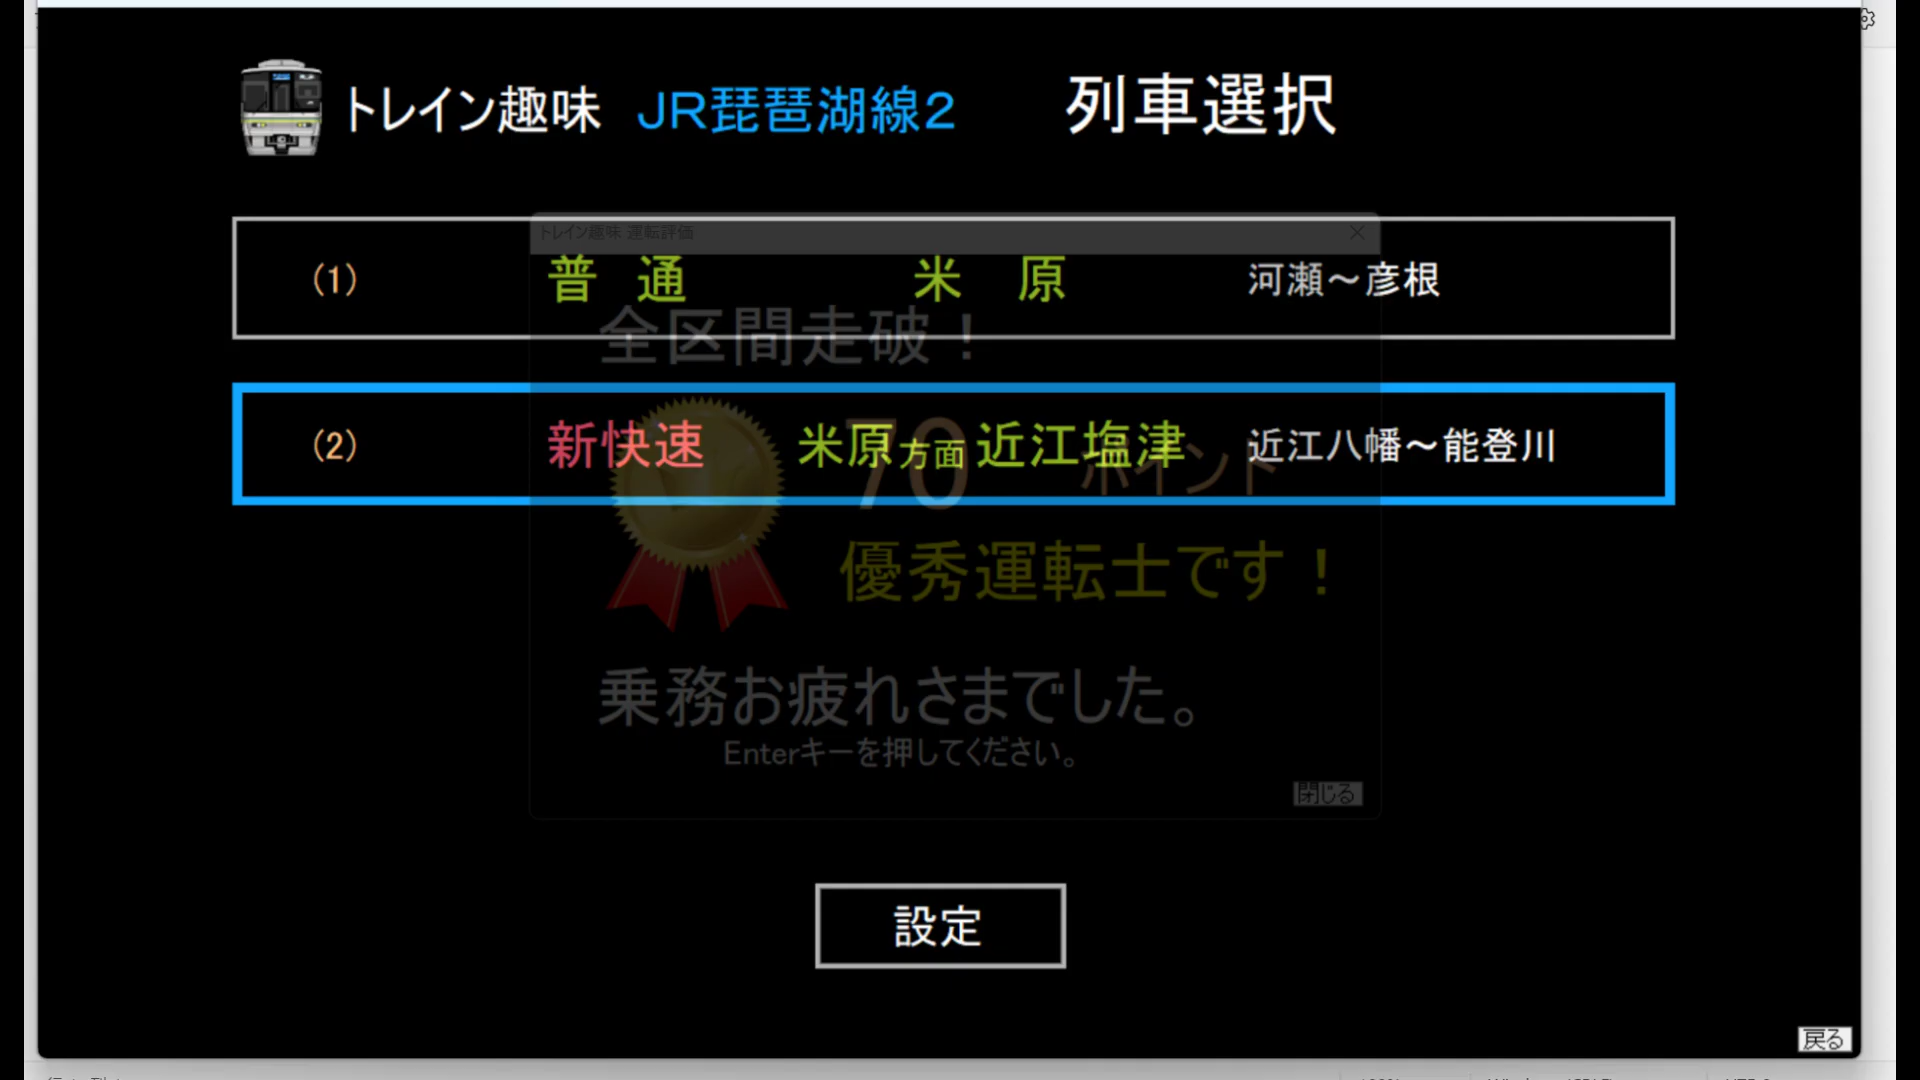 トレイン趣味 JR琵琶湖線2 列車選択
トレイン趣味 運転評価
(1) 普通 米原 河瀬～彦根
全区間走破！
(2) 新快速 米原方面近江塩津 近江八幡～能登川
70 ポイント
優秀運転士です！
乗務お疲れさまでした。
Enterキーを押してください。
閉じる
設定
戻る